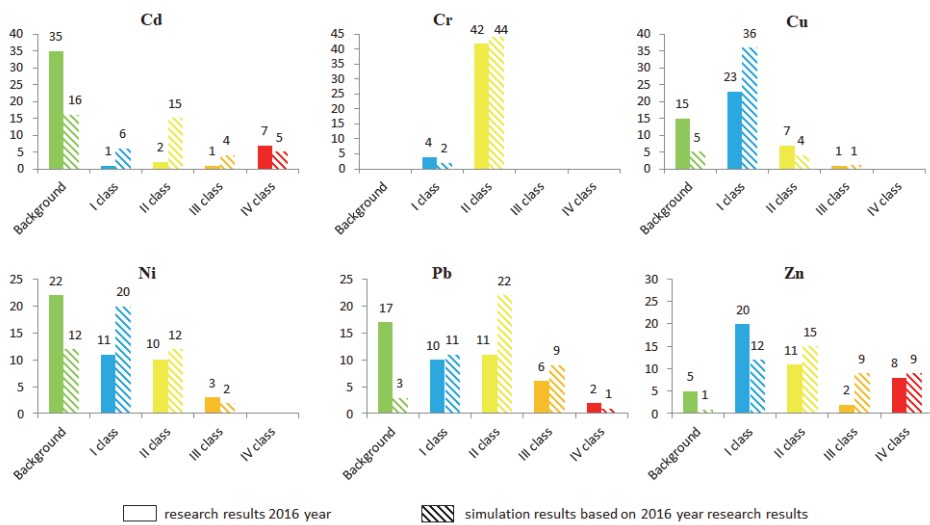 Cd
40
35
30
25
20
15
10
5
0
35
16
1
6
2
15
1
4
7
5
Background
I class
II class
III class
IV class
Cr
45
40
35
30
25
20
15
10
5
0
4
2
42
44
Background
I class
II class
III class
IV class
Cu
40
35
30
25
20
15
10
5
0
15
5
23
36
7
4
1
1
Background
I class
II class
III class
IV class
Ni
25
20
15
10
5
0
22
12
11
20
10
12
3
2
Background
I class
II class
III class
IV class
Pb
25
20
15
10
5
0
17
3
10
11
11
22
6
9
2
1
Background
I class
II class
III class
IV class
Zn
30
25
20
15
10
5
0
5
1
20
12
11
15
2
9
8
9
Background
I class
II class
III class
IV class
research results 2016 year
simulation results based on 2016 year research results